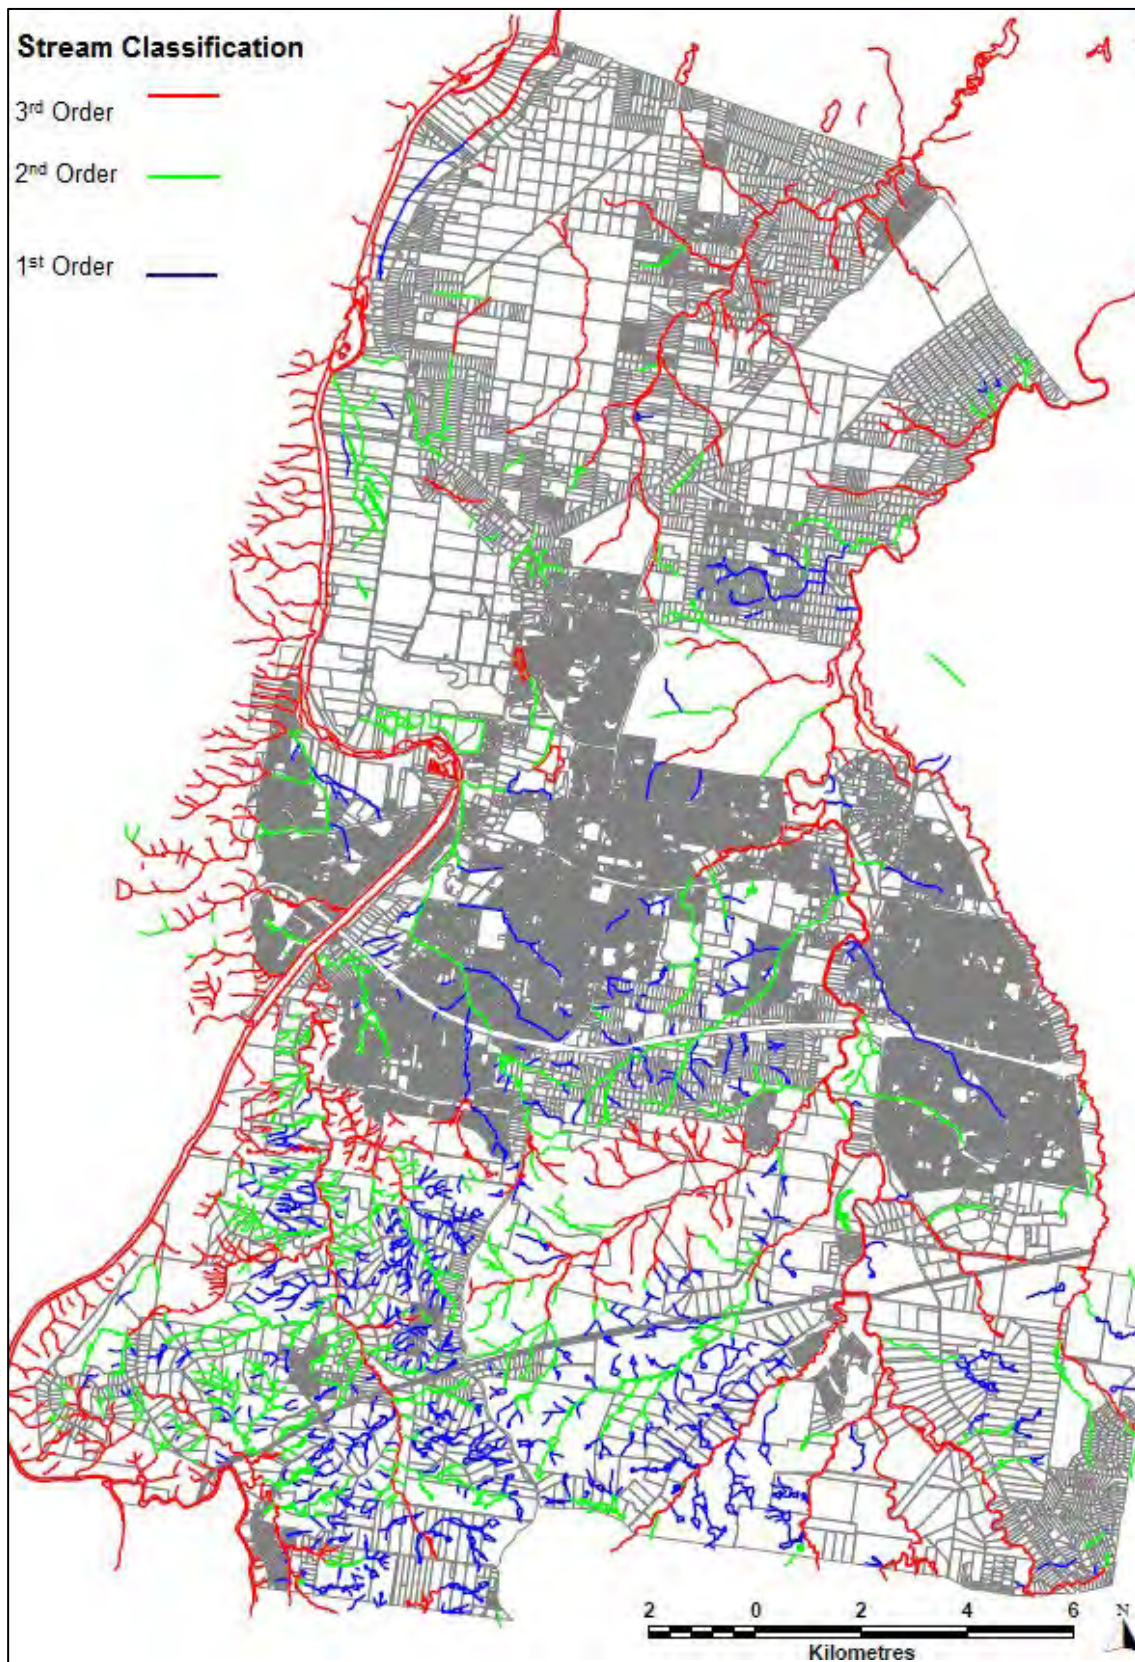 Stream Classification
3rd Order
2nd Order
1st Order
2 0 2 4 6
Kilometres
N